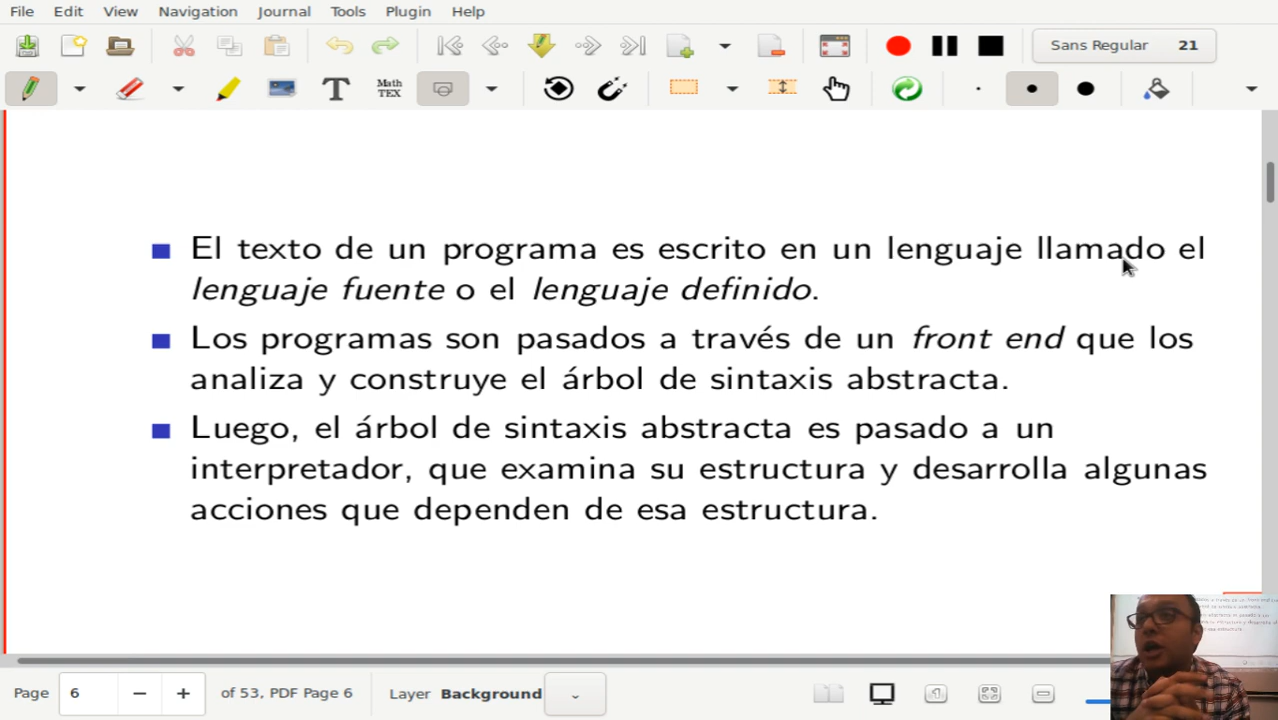 File Edit View Navigation Journal Tools Plugin Help
Sans Regular 21
T Math TEX
El texto de un programa es escrito en un lenguaje llamado el
lenguaje fuente o el lenguaje definido.
Los programas son pasados a través de un front end que los
analiza y construye el árbol de sintaxis abstracta.
Luego, el árbol de sintaxis abstracta es pasado a un
interpretador, que examina su estructura y desarrolla algunas
acciones que dependen de esa estructura.
Page 6 of 53, PDF Page 6 Layer Background